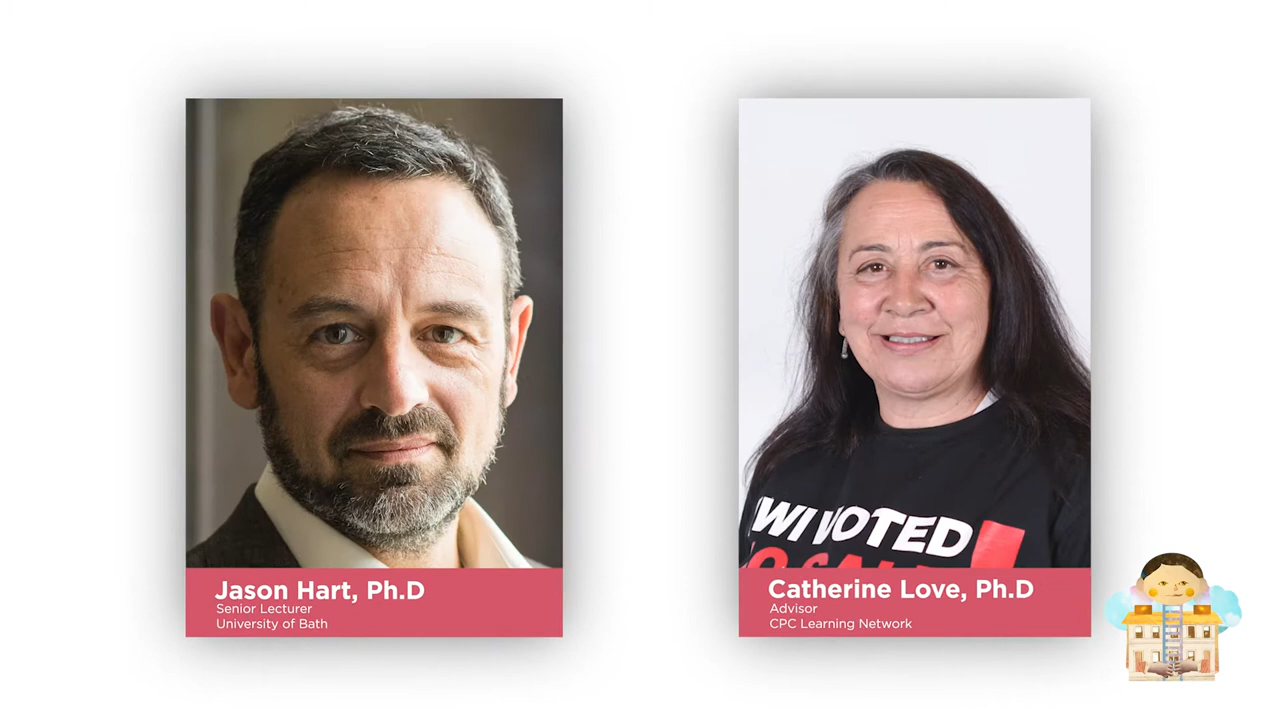 Jason Hart, Ph.D
Senior Lecturer
University of Bath
VOTED
Catherine Love, Ph.D
Advisor
CPC Learning Network